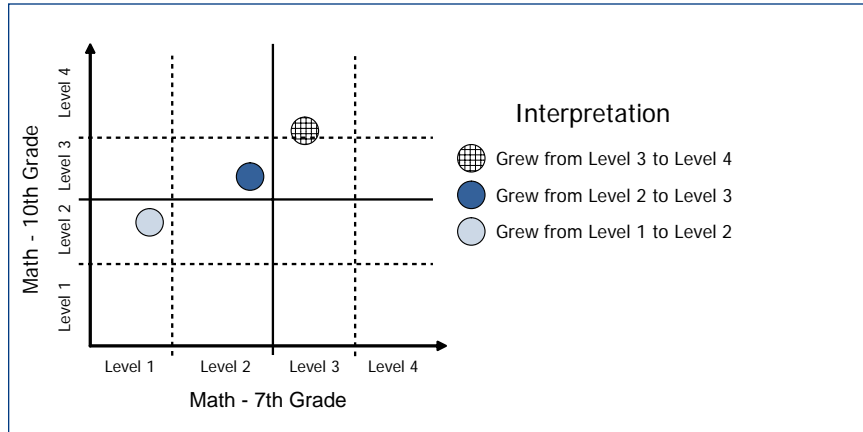 Math - 10th Grade
Level 4
Level 3
Level 2
Level 1
Level 1 Level 2 Level 3 Level 4
Math - 7th Grade
Interpretation
Grew from Level 3 to Level 4
Grew from Level 2 to Level 3
Grew from Level 1 to Level 2